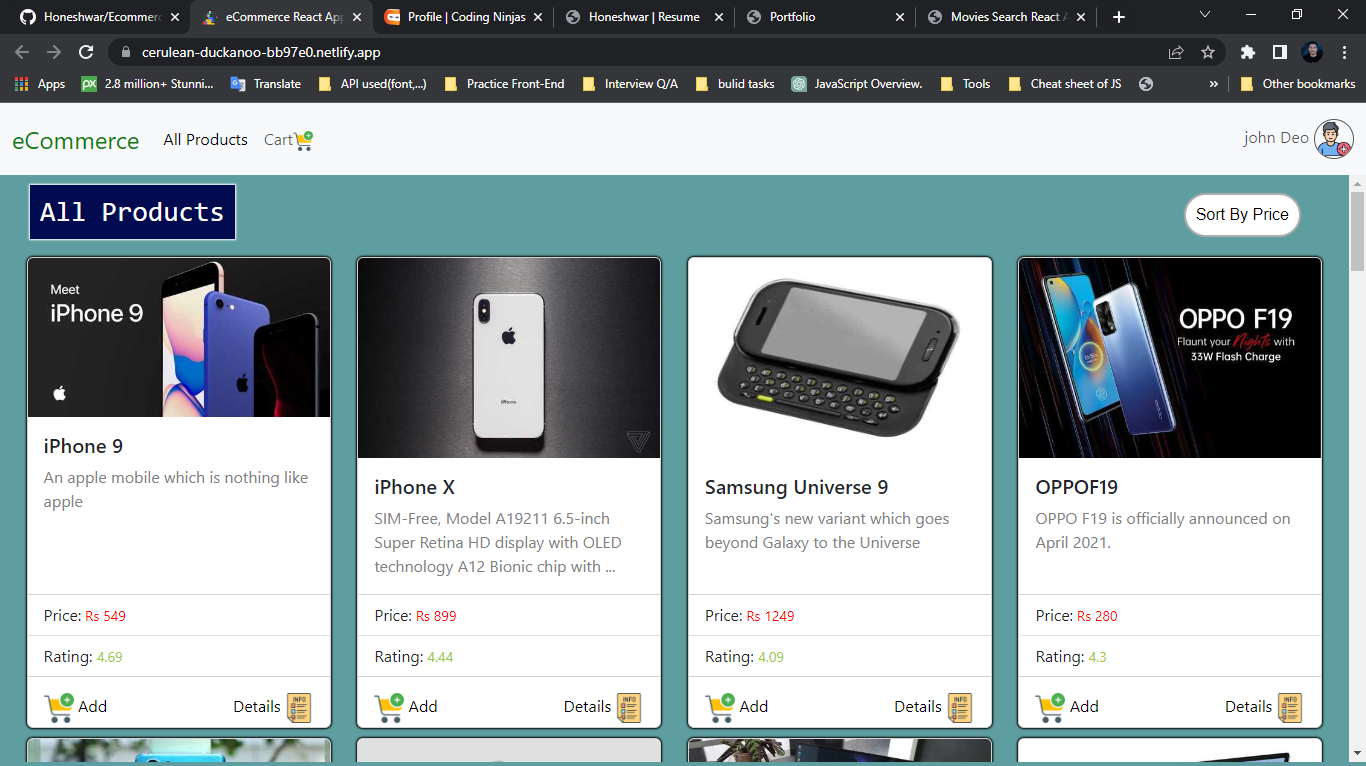 Honeshwar/Ecommerc
eCommerce React App
Profile | Coding Ninjas
Honeshwar | Resume
Portfolio
Movies Search React A
cerulean-duckanoo-bb97e0.netlify.app
Apps
px
2.8 million+ Stunni...
Translate
API used(font,...)
Practice Front-End
Interview Q/A
bulid tasks
JavaScript Overview.
Tools
Cheat sheet of JS
»
Other bookmarks
eCommerce
All Products
Cart
john Deo
All Products
Sort By Price
Meet
iPhone 9
iPhone
OPPO F19
Flaunt your Nights with
33W Flash Charge
iPhone 9
An apple mobile which is nothing like
apple
iPhone X
SIM-Free, Model A19211 6.5-inch
Super Retina HD display with OLED
technology A12 Bionic chip with ...
Samsung Universe 9
Samsung's new variant which goes
beyond Galaxy to the Universe
OPPOF19
OPPO F19 is officially announced on
April 2021.
Price: Rs 549
Price: Rs 899
Price: Rs 1249
Price: Rs 280
Rating: 4.69
Rating: 4.44
Rating: 4.09
Rating: 4.3
Add
Details
INFO
Add
Details
INFO
Add
Details
INFO
Add
Details
INFO